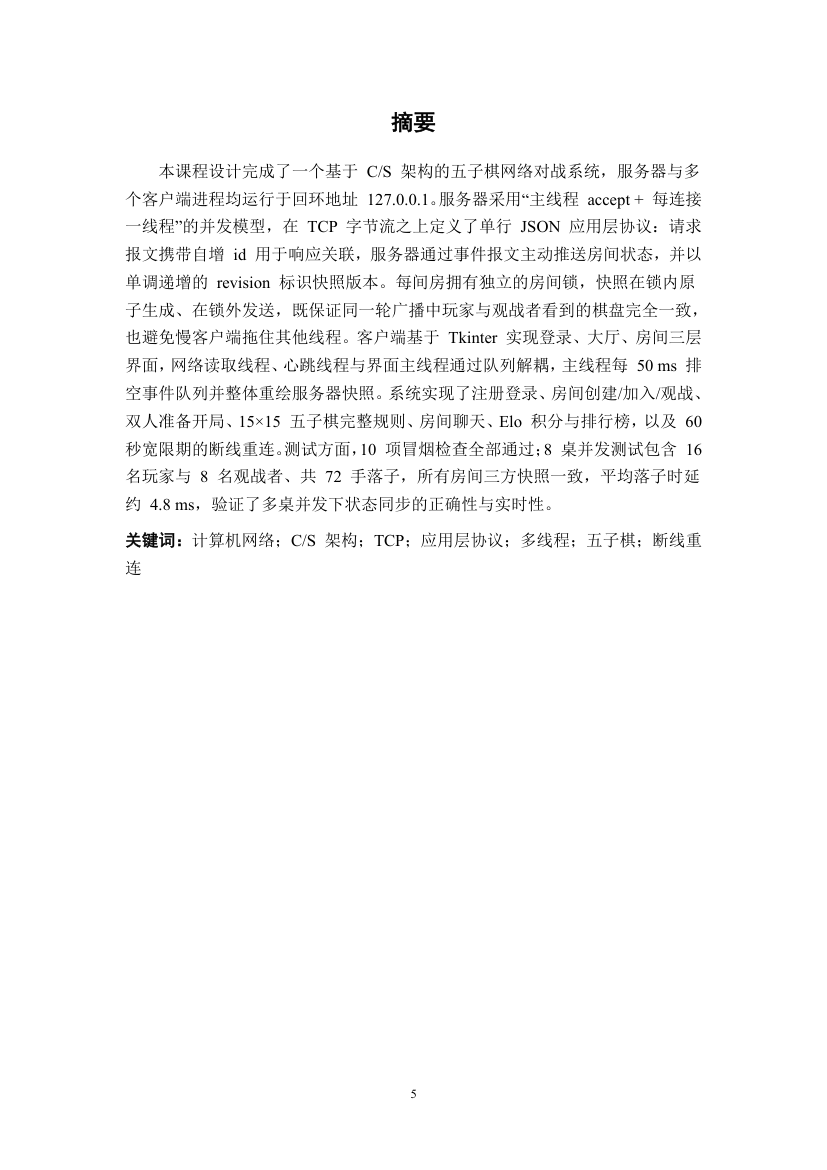 摘要
本课程设计完成了一个基于 C/S 架构的五子棋网络对战系统，服务器与多
个客户端进程均运行于回环地址 127.0.0.1。服务器采用“主线程 accept + 每连接
一线程”的并发模型，在 TCP 字节流之上定义了单行 JSON 应用层协议：请求
报文携带自增 id 用于响应关联，服务器通过事件报文主动推送房间状态，并以
单调递增的 revision 标识快照版本。每间房拥有独立的房间锁，快照在锁内原
子生成、在锁外发送，既保证同一轮广播中玩家与观战者看到的棋盘完全一致，
也避免慢客户端拖住其他线程。客户端基于 Tkinter 实现登录、大厅、房间三层
界面，网络读取线程、心跳线程与界面主线程通过队列解耦，主线程每 50 ms 排
空事件队列并整体重绘服务器快照。系统实现了注册登录、房间创建/加入/观战、
双人准备开局、15×15 五子棋完整规则、房间聊天、Elo 积分与排行榜，以及 60
秒宽限期的断线重连。测试方面，10 项冒烟检查全部通过；8 桌并发测试包含 16
名玩家与 8 名观战者、共 72 手落子，所有房间三方快照一致，平均落子时延
约 4.8 ms，验证了多桌并发下状态同步的正确性与实时性。
关键词：计算机网络；C/S 架构；TCP；应用层协议；多线程；五子棋；断线重
连
5